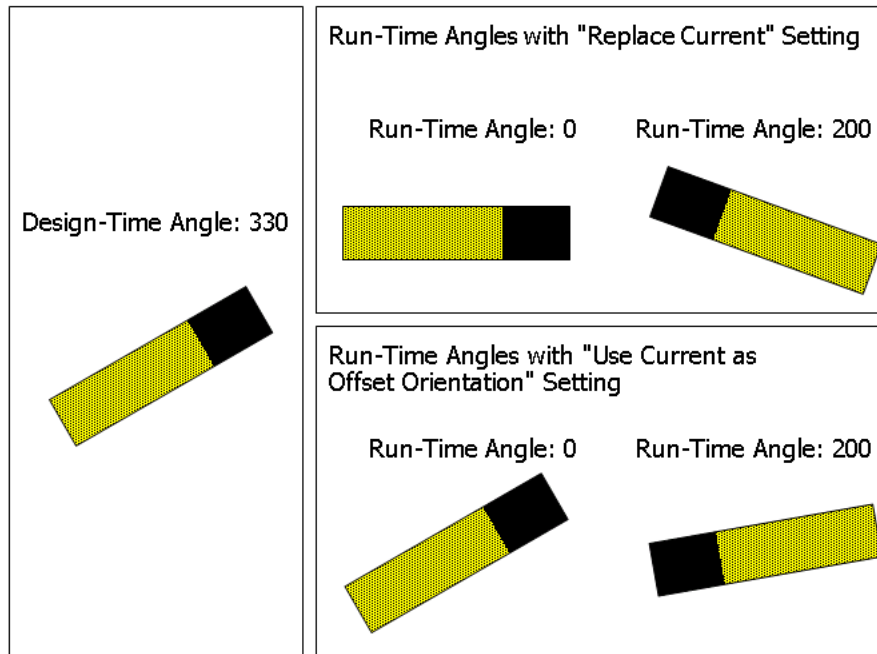 Design-Time Angle: 330
Run-Time Angles with "Replace Current" Setting
Run-Time Angle: 0
Run-Time Angle: 200
Run-Time Angles with "Use Current as
Offset Orientation" Setting
Run-Time Angle: 0
Run-Time Angle: 200